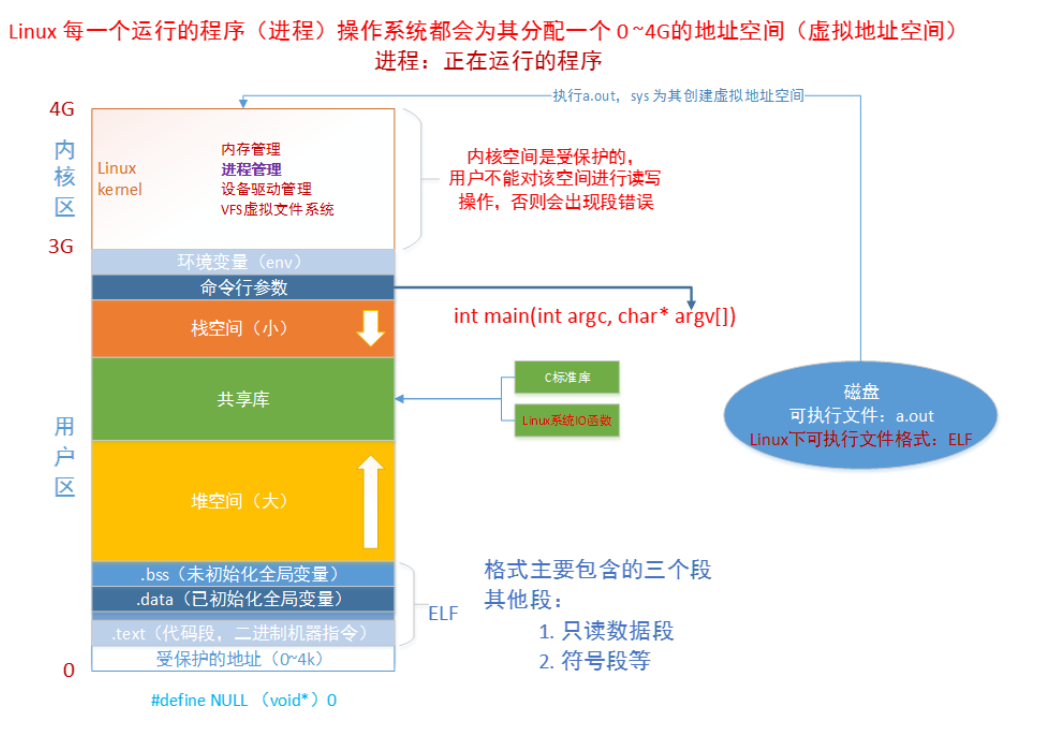 Linux 每一个运行的程序（进程）操作系统都会为其分配一个 0 ~4G的地址空间（虚拟地址空间）
进程：正在运行的程序
执行a.out，sys 为其创建虚拟地址空间
4G
内核区
Linux
kernel
内存管理
进程管理
设备驱动管理
VFS虚拟文件系统
内核空间是受保护的，
用户不能对该空间进行读写
操作，否则会出现段错误
3G
环境变量（env）
命令行参数
int main(int argc, char* argv[])
栈空间（小）
共享库
C标准库
Linux系统IO函数
磁盘
可执行文件：a.out
Linux下可执行文件格式：ELF
用户区
堆空间（大）
.bss（未初始化全局变量）
.data（已初始化全局变量）
.text（代码段，二进制机器指令）
ELF
格式主要包含的三个段
其他段：
1. 只读数据段
2. 符号段等
受保护的地址（0~4k）
0
#define NULL （void*）0